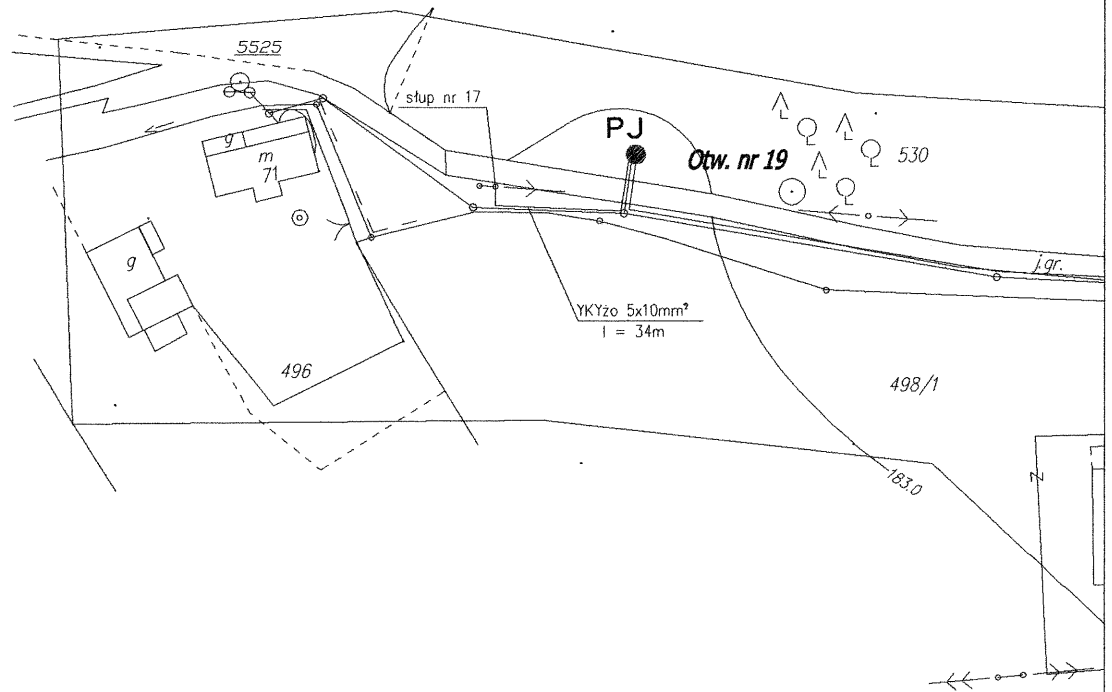 5525
słup nr 17
PJ
Otw. nr 19
530
g
m
71
g
j.gr.
YKYżo 5x10mm²
l = 34m
496
498/1
183.0